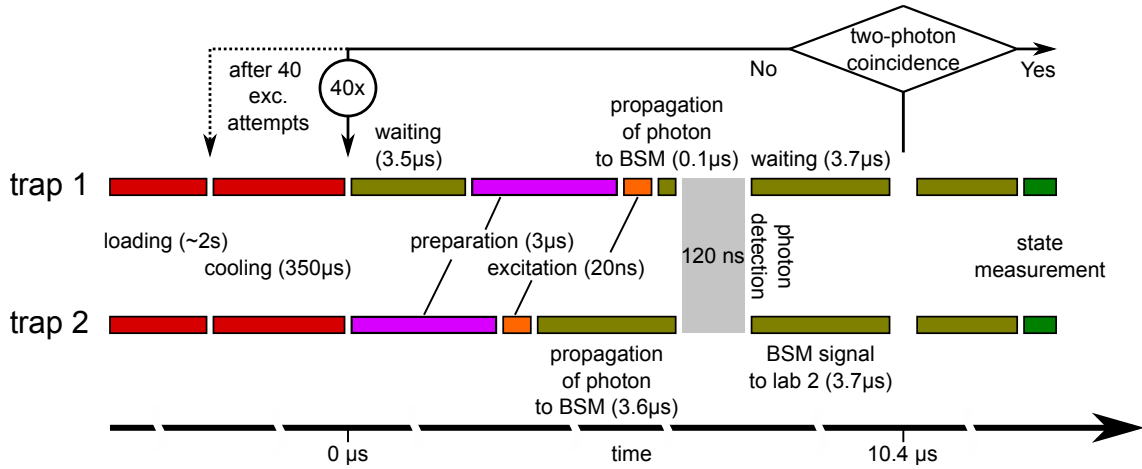 two-photon
coincidence
No
Yes
after 40
exc.
attempts
40x
waiting
(3.5µs)
propagation
of photon
to BSM (0.1µs)
waiting (3.7µs)
trap 1
loading (~2s)
cooling (350µs)
preparation (3µs)
excitation (20ns)
120 ns
photon
detection
state
measurement
trap 2
propagation
of photon
to BSM (3.6µs)
BSM signal
to lab 2 (3.7µs)
0 µs
time
10.4 µs